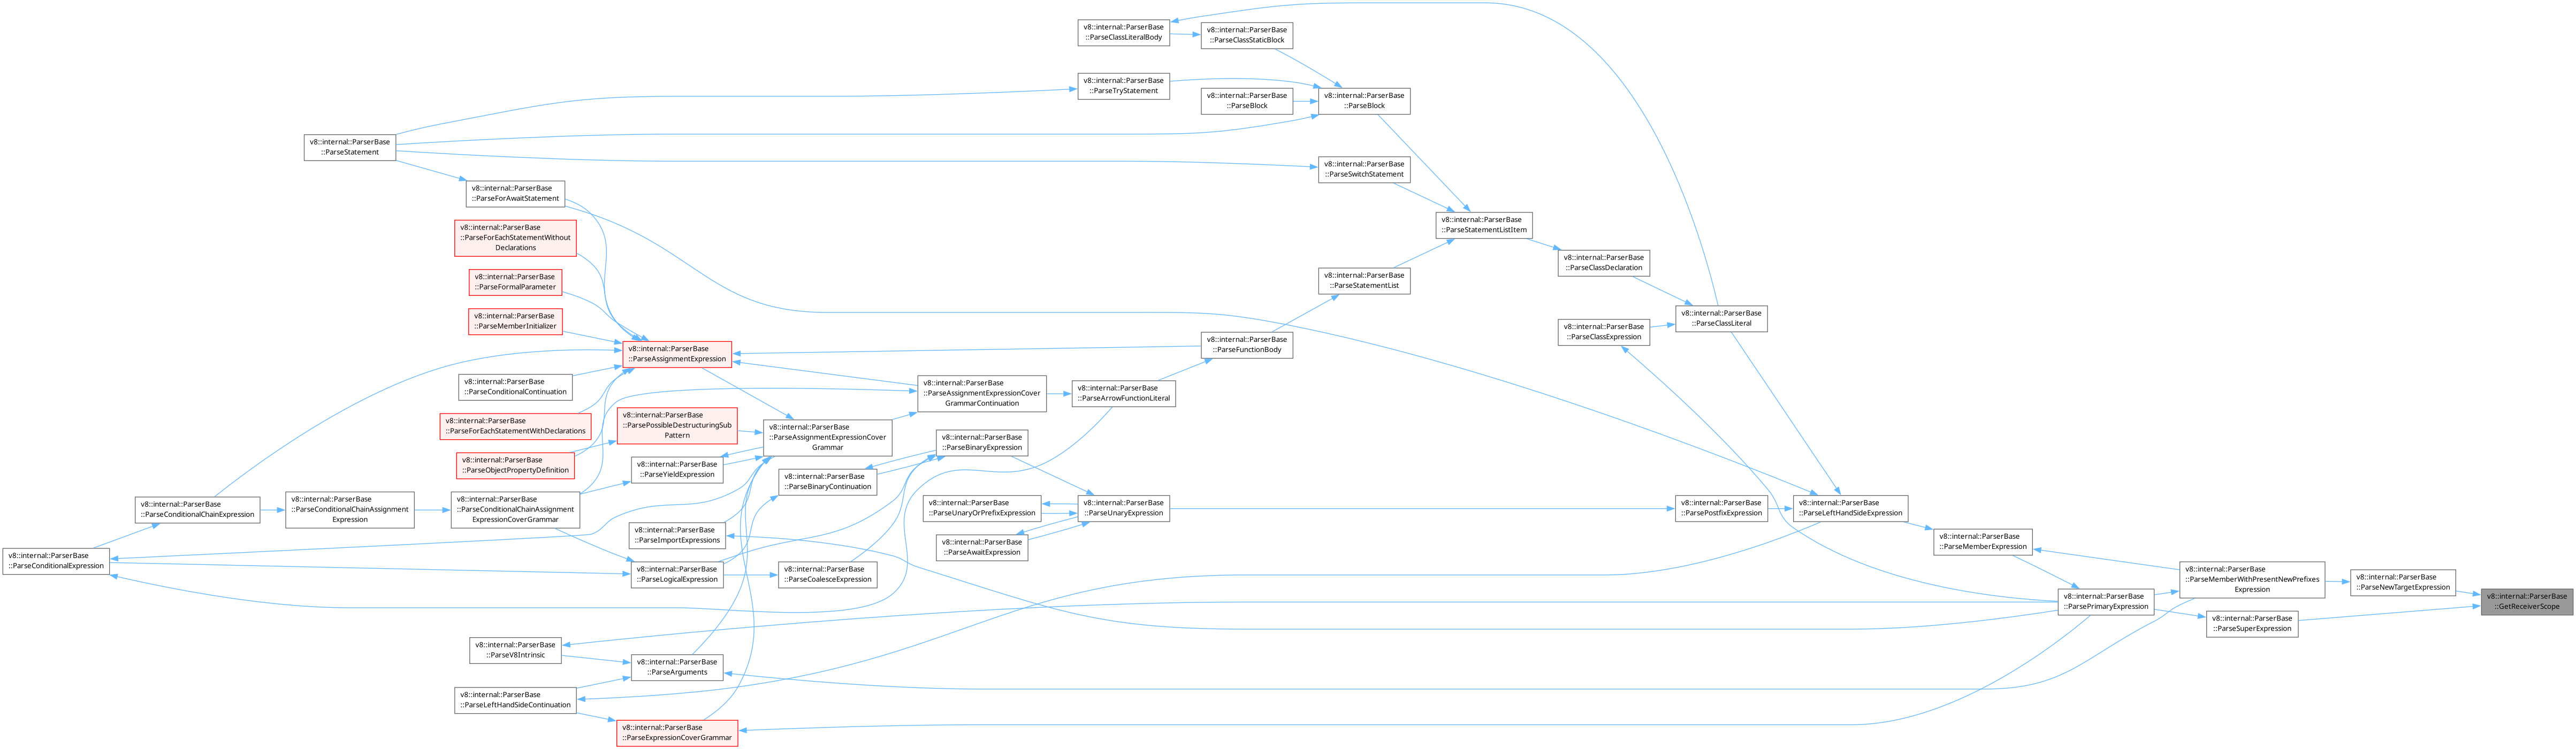 v8::internal::ParserBase
::ParseClassLiteralBody
v8::internal::ParserBase
::ParseClassStaticBlock
v8::internal::ParserBase
::ParseTryStatement
v8::internal::ParserBase
::ParseBlock
v8::internal::ParserBase
::ParseBlock
v8::internal::ParserBase
::ParseStatement
v8::internal::ParserBase
::ParseSwitchStatement
v8::internal::ParserBase
::ParseForAwaitStatement
v8::internal::ParserBase
::ParseStatementListItem
v8::internal::ParserBase
::ParseForEachStatementWithout
Declarations
v8::internal::ParserBase
::ParseClassDeclaration
v8::internal::ParserBase
::ParseFormalParameter
v8::internal::ParserBase
::ParseStatementList
v8::internal::ParserBase
::ParseMemberInitializer
v8::internal::ParserBase
::ParseClassLiteral
v8::internal::ParserBase
::ParseClassExpression
v8::internal::ParserBase
::ParseFunctionBody
v8::internal::ParserBase
::ParseAssignmentExpression
v8::internal::ParserBase
::ParseConditionalContinuation
v8::internal::ParserBase
::ParseAssignmentExpressionCover
GrammarContinuation
v8::internal::ParserBase
::ParseArrowFunctionLiteral
v8::internal::ParserBase
::ParseForEachStatementWithDeclarations
v8::internal::ParserBase
::ParsePossibleDestructuringSub
Pattern
v8::internal::ParserBase
::ParseAssignmentExpressionCover
Grammar
v8::internal::ParserBase
::ParseBinaryExpression
v8::internal::ParserBase
::ParseObjectPropertyDefinition
v8::internal::ParserBase
::ParseYieldExpression
v8::internal::ParserBase
::ParseBinaryContinuation
v8::internal::ParserBase
::ParseConditionalChainExpression
v8::internal::ParserBase
::ParseConditionalChainAssignment
Expression
v8::internal::ParserBase
::ParseConditionalChainAssignment
ExpressionCoverGrammar
v8::internal::ParserBase
::ParseUnaryOrPrefixExpression
v8::internal::ParserBase
::ParseUnaryExpression
v8::internal::ParserBase
::ParsePostfixExpression
v8::internal::ParserBase
::ParseLeftHandSideExpression
v8::internal::ParserBase
::ParseImportExpressions
v8::internal::ParserBase
::ParseAwaitExpression
v8::internal::ParserBase
::ParseMemberExpression
v8::internal::ParserBase
::ParseConditionalExpression
v8::internal::ParserBase
::ParseLogicalExpression
v8::internal::ParserBase
::ParseCoalesceExpression
v8::internal::ParserBase
::ParseMemberWithPresentNewPrefixes
Expression
v8::internal::ParserBase
::ParseNewTargetExpression
v8::internal::ParserBase
::GetReceiverScope
v8::internal::ParserBase
::ParsePrimaryExpression
v8::internal::ParserBase
::ParseSuperExpression
v8::internal::ParserBase
::ParseV8Intrinsic
v8::internal::ParserBase
::ParseArguments
v8::internal::ParserBase
::ParseLeftHandSideContinuation
v8::internal::ParserBase
::ParseExpressionCoverGrammar